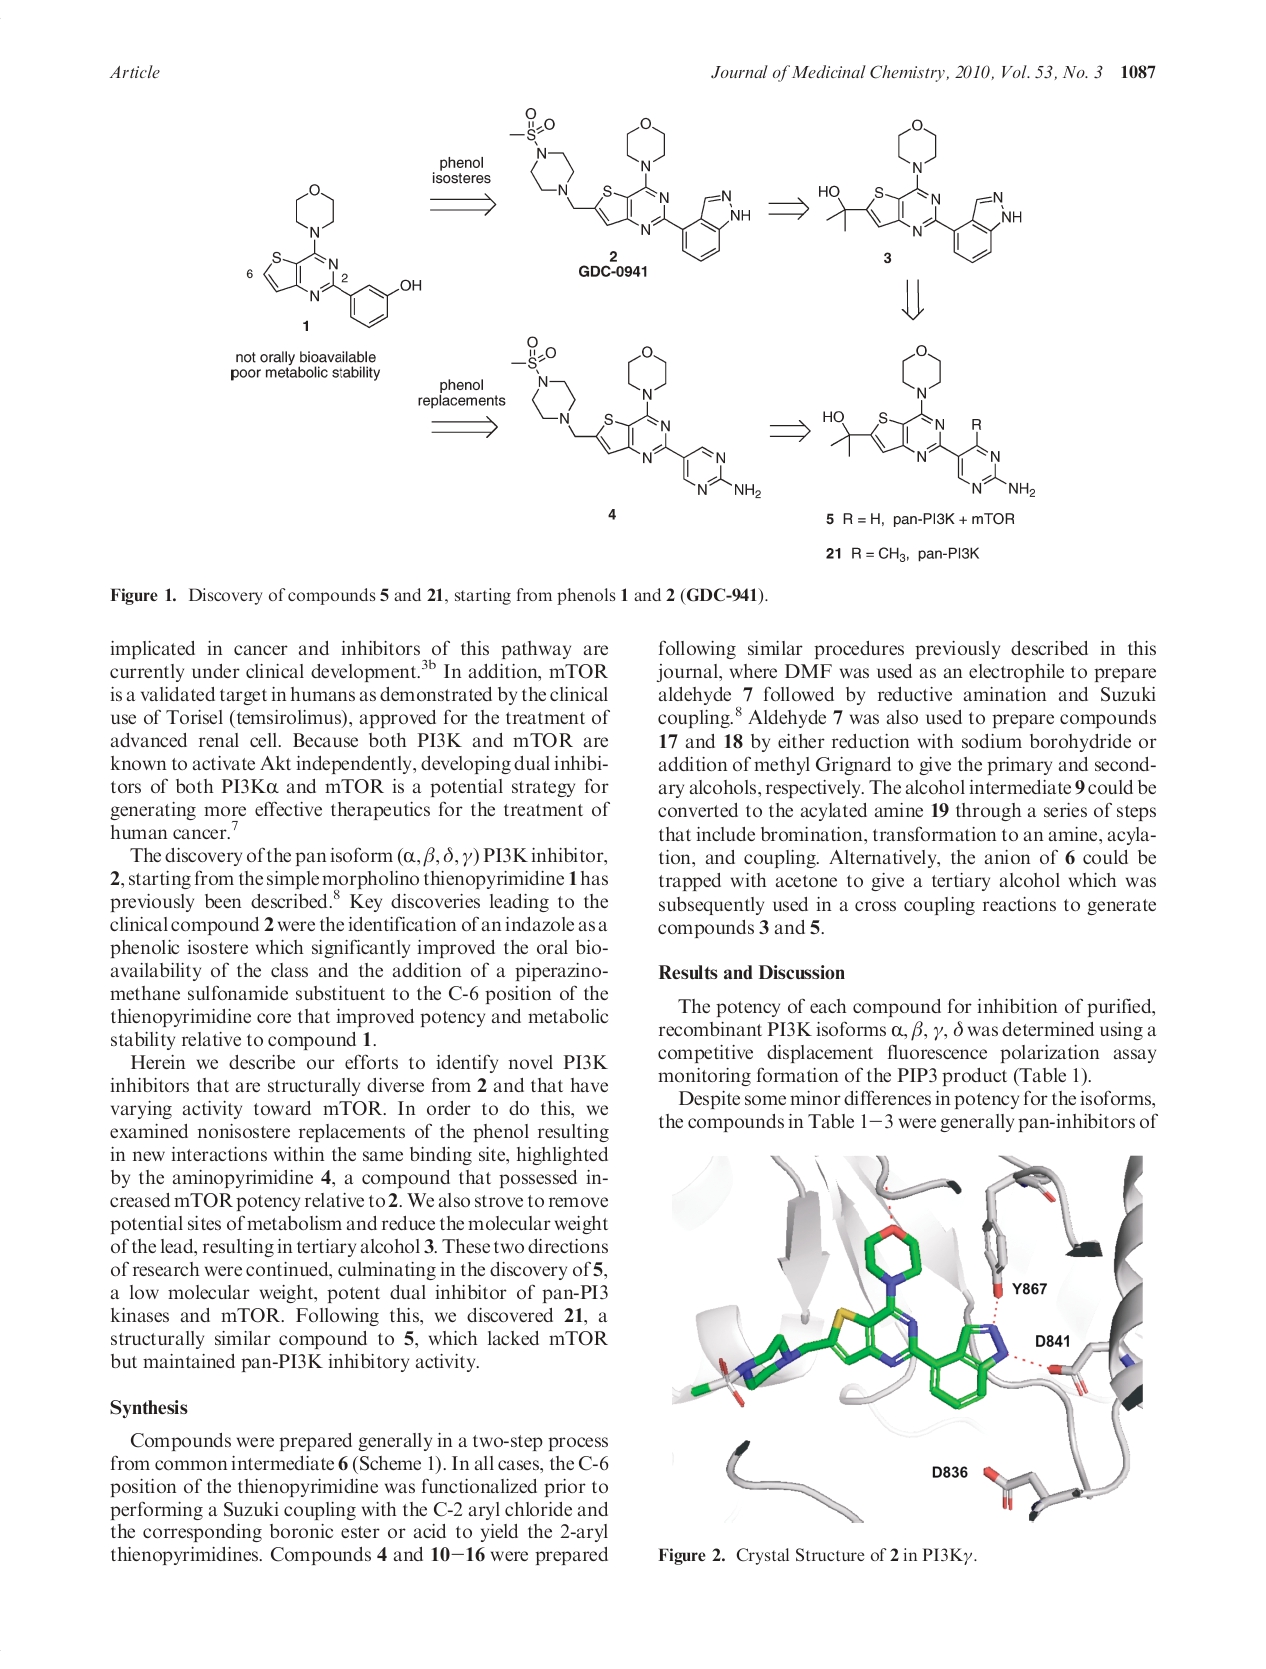 Article
Journal of Medicinal Chemistry, 2010, Vol. 53, No. 3 1087
O
N
S
N
N
6
2
OH
1
not orally bioavailable
poor metabolic stability
phenol
isosteres
O
S
O
N
N
O
N
S
N
N
N
NH
2
GDC-0941
HO
O
N
S
N
N
N
NH
3
phenol
replacements
O
S
O
N
N
O
N
S
N
N
N
N
NH2
4
HO
O
N
S
N
N
R
N
N
NH2
5 R = H, pan-PI3K + mTOR
21 R = CH3, pan-PI3K
Figure 1. Discovery of compounds 5 and 21, starting from phenols 1 and 2 (GDC-941).
implicated in cancer and inhibitors of this pathway are
currently under clinical development.3b In addition, mTOR
is a validated target in humans as demonstrated by the clinical
use of Torisel (temsirolimus), approved for the treatment of
advanced renal cell. Because both PI3K and mTOR are
known to activate Akt independently, developing dual inhibi-
tors of both PI3Kα and mTOR is a potential strategy for
generating more effective therapeutics for the treatment of
human cancer.7
The discovery of the pan isoform (α, β, δ, γ) PI3K inhibitor,
2, starting from the simple morpholino thienopyrimidine 1 has
previously been described.8 Key discoveries leading to the
clinical compound 2 were the identification of an indazole as a
phenolic isostere which significantly improved the oral bio-
availability of the class and the addition of a piperazino-
methane sulfonamide substituent to the C-6 position of the
thienopyrimidine core that improved potency and metabolic
stability relative to compound 1.
Herein we describe our efforts to identify novel PI3K
inhibitors that are structurally diverse from 2 and that have
varying activity toward mTOR. In order to do this, we
examined nonisostere replacements of the phenol resulting
in new interactions within the same binding site, highlighted
by the aminopyrimidine 4, a compound that possessed in-
creased mTOR potency relative to 2. We also strove to remove
potential sites of metabolism and reduce the molecular weight
of the lead, resulting in tertiary alcohol 3. These two directions
of research were continued, culminating in the discovery of 5,
a low molecular weight, potent dual inhibitor of pan-PI3
kinases and mTOR. Following this, we discovered 21, a
structurally similar compound to 5, which lacked mTOR
but maintained pan-PI3K inhibitory activity.
Synthesis
Compounds were prepared generally in a two-step process
from common intermediate 6 (Scheme 1). In all cases, the C-6
position of the thienopyrimidine was functionalized prior to
performing a Suzuki coupling with the C-2 aryl chloride and
the corresponding boronic ester or acid to yield the 2-aryl
thienopyrimidines. Compounds 4 and 10−16 were prepared
following similar procedures previously described in this
journal, where DMF was used as an electrophile to prepare
aldehyde 7 followed by reductive amination and Suzuki
coupling.8 Aldehyde 7 was also used to prepare compounds
17 and 18 by either reduction with sodium borohydride or
addition of methyl Grignard to give the primary and second-
ary alcohols, respectively. The alcohol intermediate 9 could be
converted to the acylated amine 19 through a series of steps
that include bromination, transformation to an amine, acyla-
tion, and coupling. Alternatively, the anion of 6 could be
trapped with acetone to give a tertiary alcohol which was
subsequently used in a cross coupling reactions to generate
compounds 3 and 5.
Results and Discussion
The potency of each compound for inhibition of purified,
recombinant PI3K isoforms α, β, γ, δ was determined using a
competitive displacement fluorescence polarization assay
monitoring formation of the PIP3 product (Table 1).
Despite some minor differences in potency for the isoforms,
the compounds in Table 1−3 were generally pan-inhibitors of
Y867
D841
D836
Figure 2. Crystal Structure of 2 in PI3Kγ.